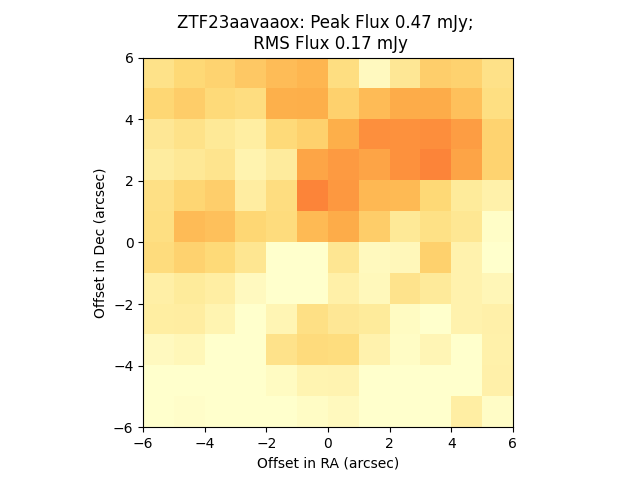 ZTF23aavaaox: Peak Flux 0.47 mJy;
RMS Flux 0.17 mJy
6
4
2
0
−2
−4
−6
Offset in Dec (arcsec)
−6 −4 −2 0 2 4 6
Offset in RA (arcsec)